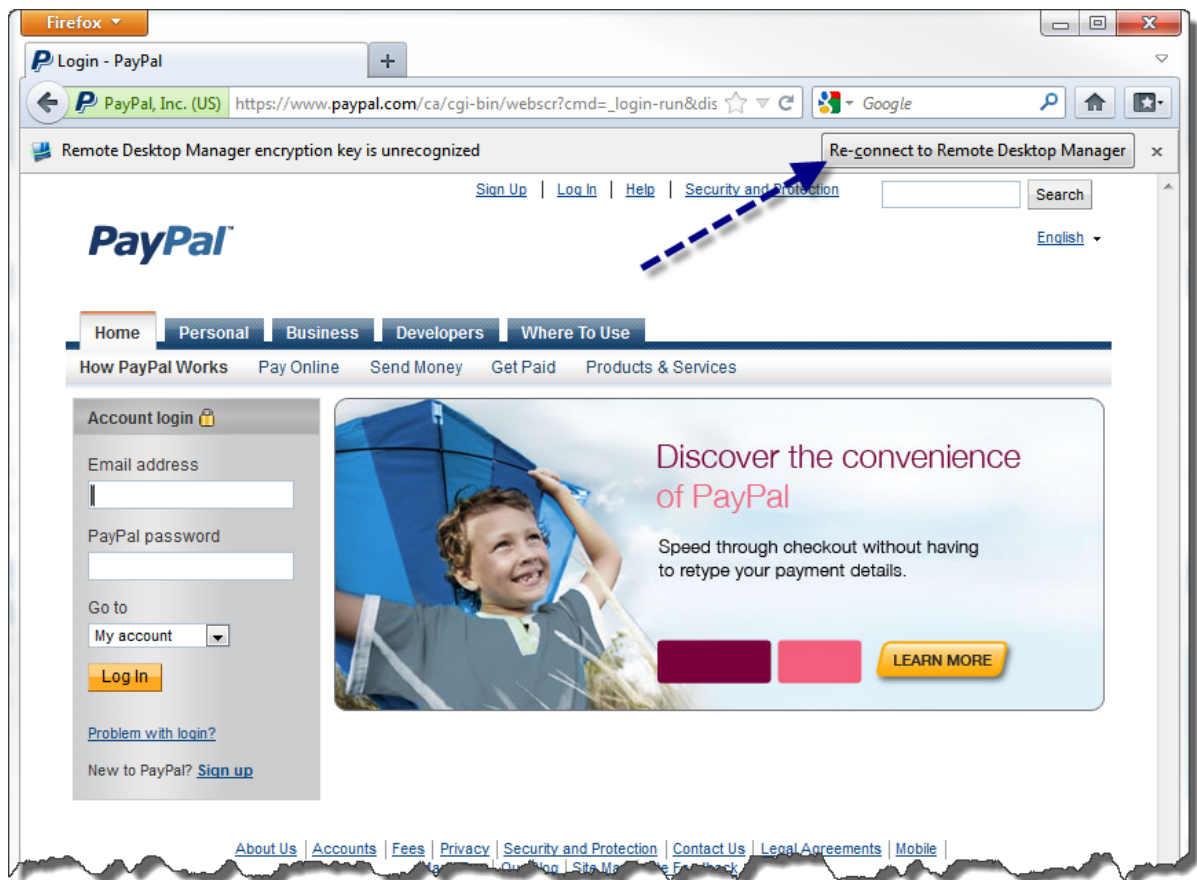 Firefox
Login - PayPal
PayPal, Inc. (US) https://www.paypal.com/ca/cgi-bin/webscr?cmd=_login-run&dis Google
Remote Desktop Manager encryption key is unrecognized Re-connect to Remote Desktop Manager x
Sign Up | Log In | Help | Security and Protection Search
PayPal™ English
Home Personal Business Developers Where To Use
How PayPal Works Pay Online Send Money Get Paid Products & Services
Account login
Email address
PayPal password
Go to
My account
Log In
Problem with login?
New to PayPal? Sign up
Discover the convenience
of PayPal
Speed through checkout without having
to retype your payment details.
LEARN MORE
About Us | Accounts | Fees | Privacy | Security and Protection | Contact Us | Legal Agreements | Mobile |